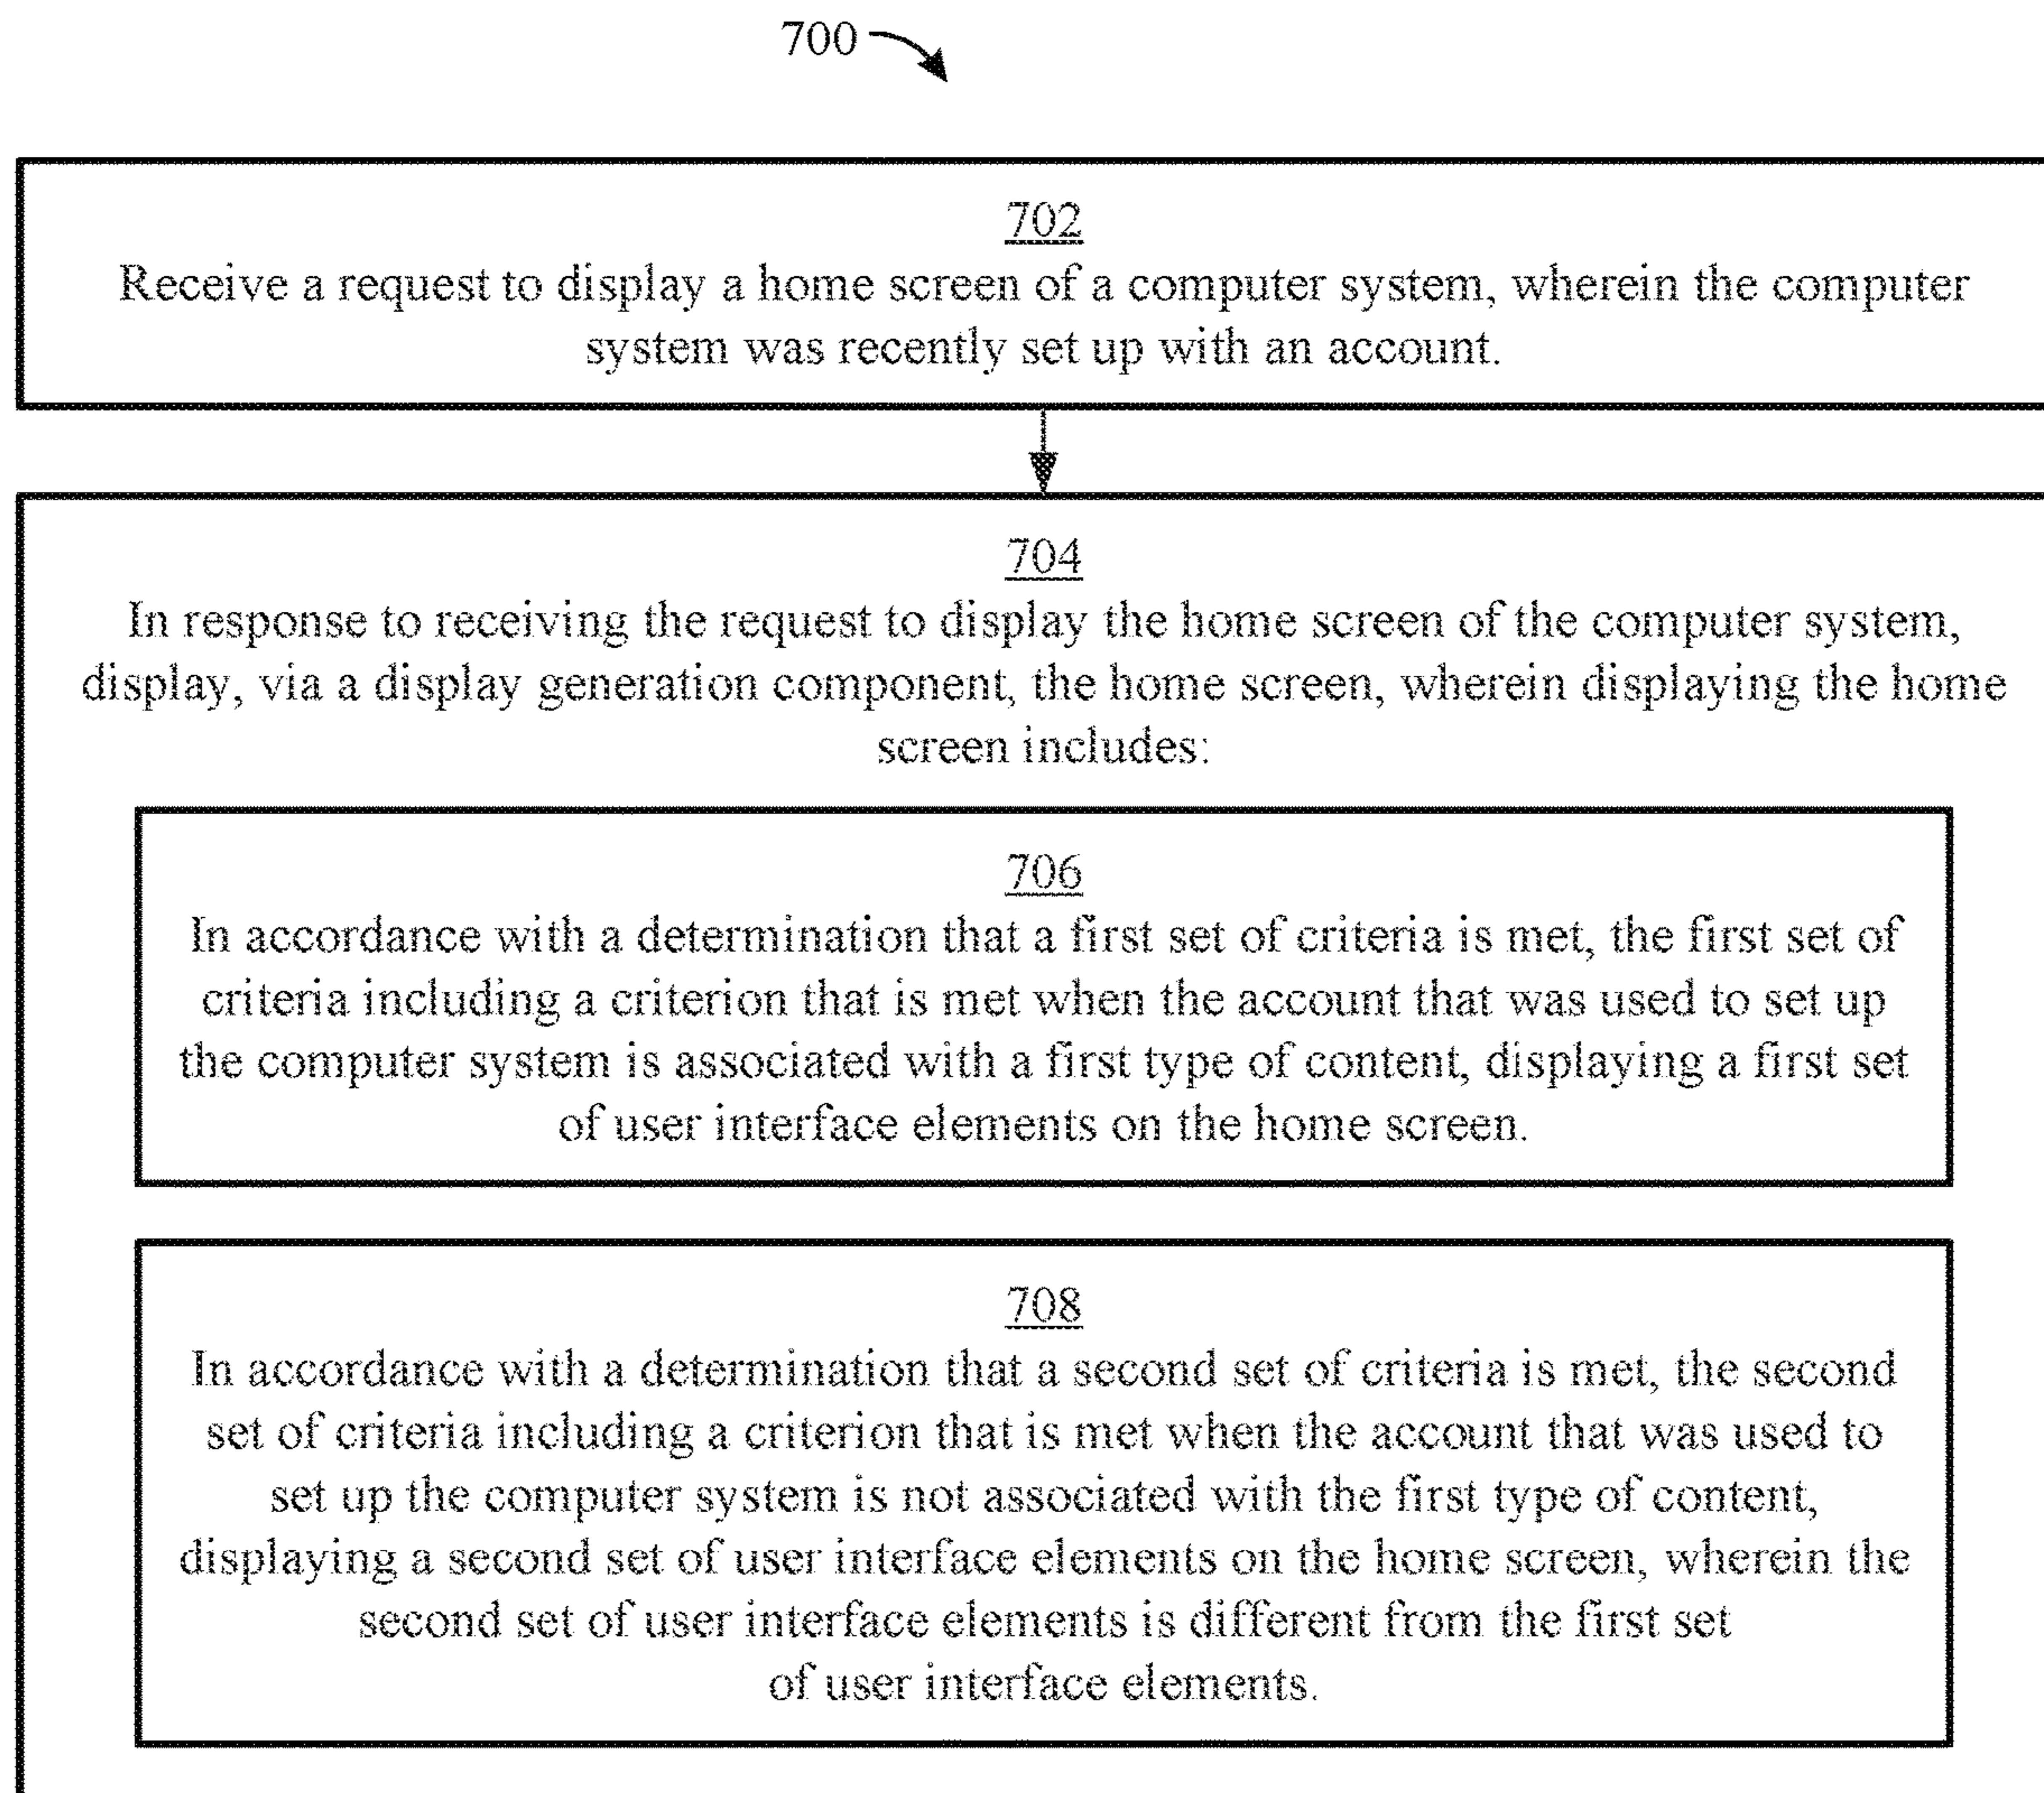 700
702
Receive a request to display a home screen of a computer system, wherein the computer
system was recently set up with an account.
704
In response to receiving the request to display the home screen of the computer system,
display, via a display generation component, the home screen, wherein displaying the home
screen includes:
706
In accordance with a determination that a first set of criteria is met, the first set of
criteria including a criterion that is met when the account that was used to set up
the computer system is associated with a first type of content, displaying a first set
of user interface elements on the home screen.
708
In accordance with a determination that a second set of criteria is met, the second
set of criteria including a criterion that is met when the account that was used to
set up the computer system is not associated with the first type of content,
displaying a second set of user interface elements on the home screen, wherein the
second set of user interface elements is different from the first set
of user interface elements.